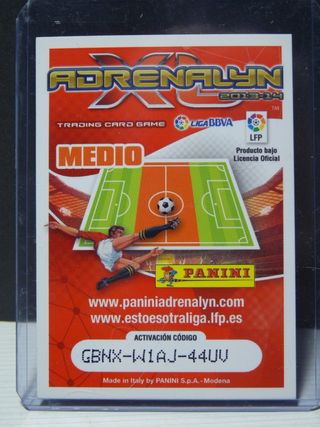 ADRENALYN
XL
2013-14
TM
TRADING CARD GAME
LIGA BBVA
LFP
Producto bajo
Licencia Oficial
MEDIO
PANINI
www.paniniadrenalyn.com
www.estoesotraliga.lfp.es
ACTIVACIÓN CÓDIGO
GBNX-W1AJ-44UV
Made in Italy by PANINI S.p.A.-Modena